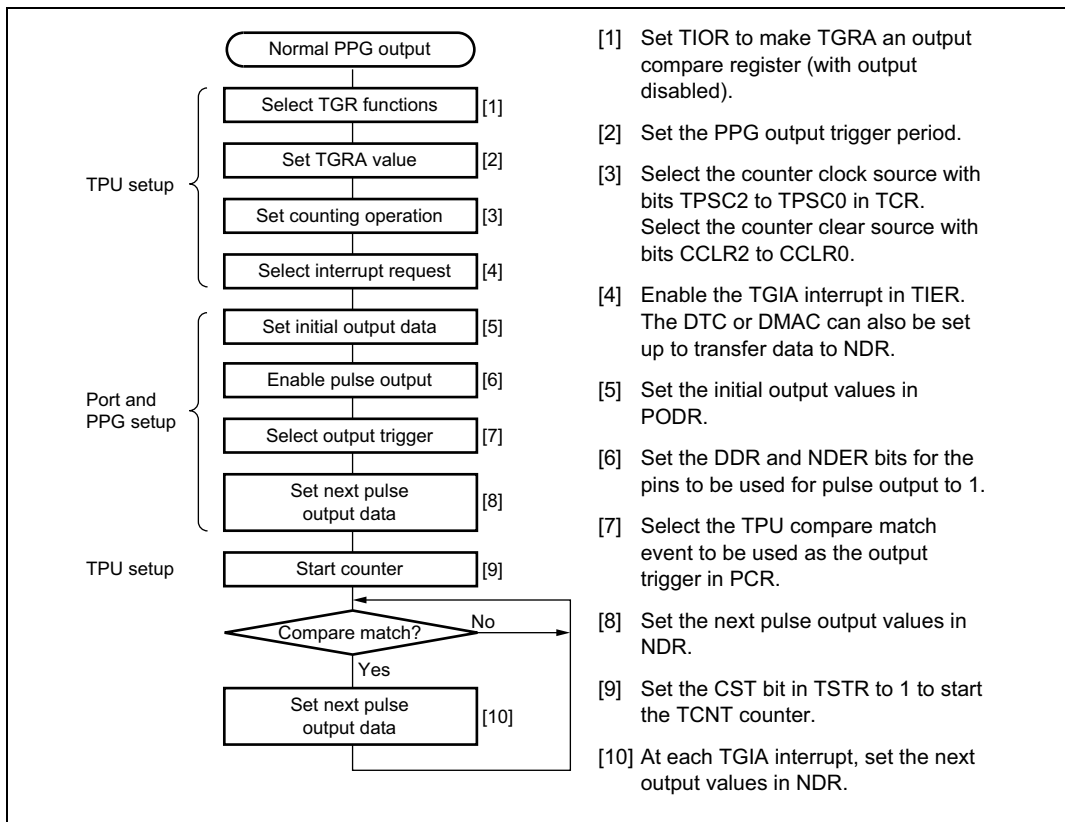 Normal PPG output
Select TGR functions [1]
Set TGRA value [2]
TPU setup
Set counting operation [3]
Select interrupt request [4]
Set initial output data [5]
Enable pulse output [6]
Port and
PPG setup
Select output trigger [7]
Set next pulse
output data [8]
TPU setup
Start counter [9]
Compare match?
No
Yes
Set next pulse
output data [10]
[1] Set TIOR to make TGRA an output
compare register (with output
disabled).
[2] Set the PPG output trigger period.
[3] Select the counter clock source with
bits TPSC2 to TPSC0 in TCR.
Select the counter clear source with
bits CCLR2 to CCLR0.
[4] Enable the TGIA interrupt in TIER.
The DTC or DMAC can also be set
up to transfer data to NDR.
[5] Set the initial output values in
PODR.
[6] Set the DDR and NDER bits for the
pins to be used for pulse output to 1.
[7] Select the TPU compare match
event to be used as the output
trigger in PCR.
[8] Set the next pulse output values in
NDR.
[9] Set the CST bit in TSTR to 1 to start
the TCNT counter.
[10] At each TGIA interrupt, set the next
output values in NDR.